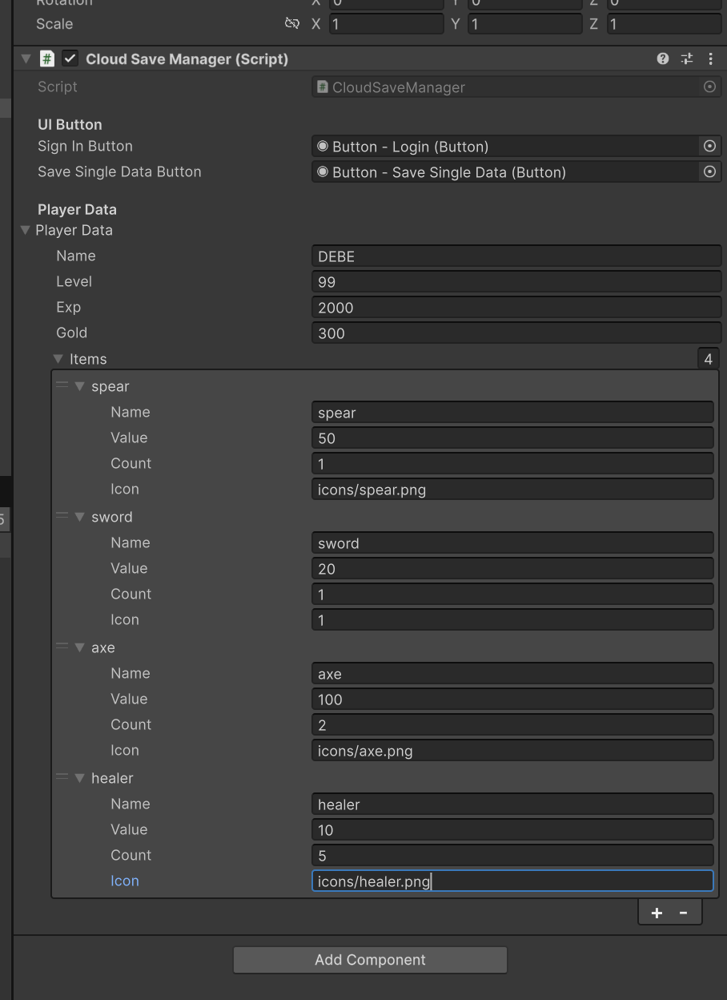 Rotation X 0 Y 0 Z 0
Scale X 1 Y 1 Z 1
# Cloud Save Manager (Script)
Script # CloudSaveManager
UI Button
Sign In Button Button - Login (Button)
Save Single Data Button Button - Save Single Data (Button)
Player Data
Player Data
Name DEBE
Level 99
Exp 2000
Gold 300
Items 4
spear
Name spear
Value 50
Count 1
Icon icons/spear.png
sword
5
Name sword
Value 20
Count 1
Icon 1
axe
Name axe
Value 100
Count 2
Icon icons/axe.png
healer
Name healer
Value 10
Count 5
Icon icons/healer.png
+ -
Add Component